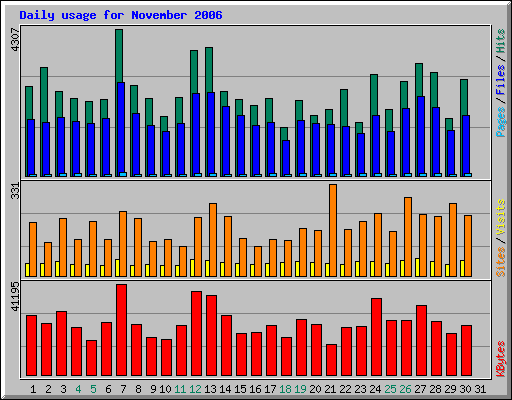 Daily usage for November 2006
4307
Pages / Files / Hits
331
Sites / Visits
41195
KBytes
1 2 3 4 5 6 7 8 9 10 11 12 13 14 15 16 17 18 19 20 21 22 23 24 25 26 27 28 29 30 31